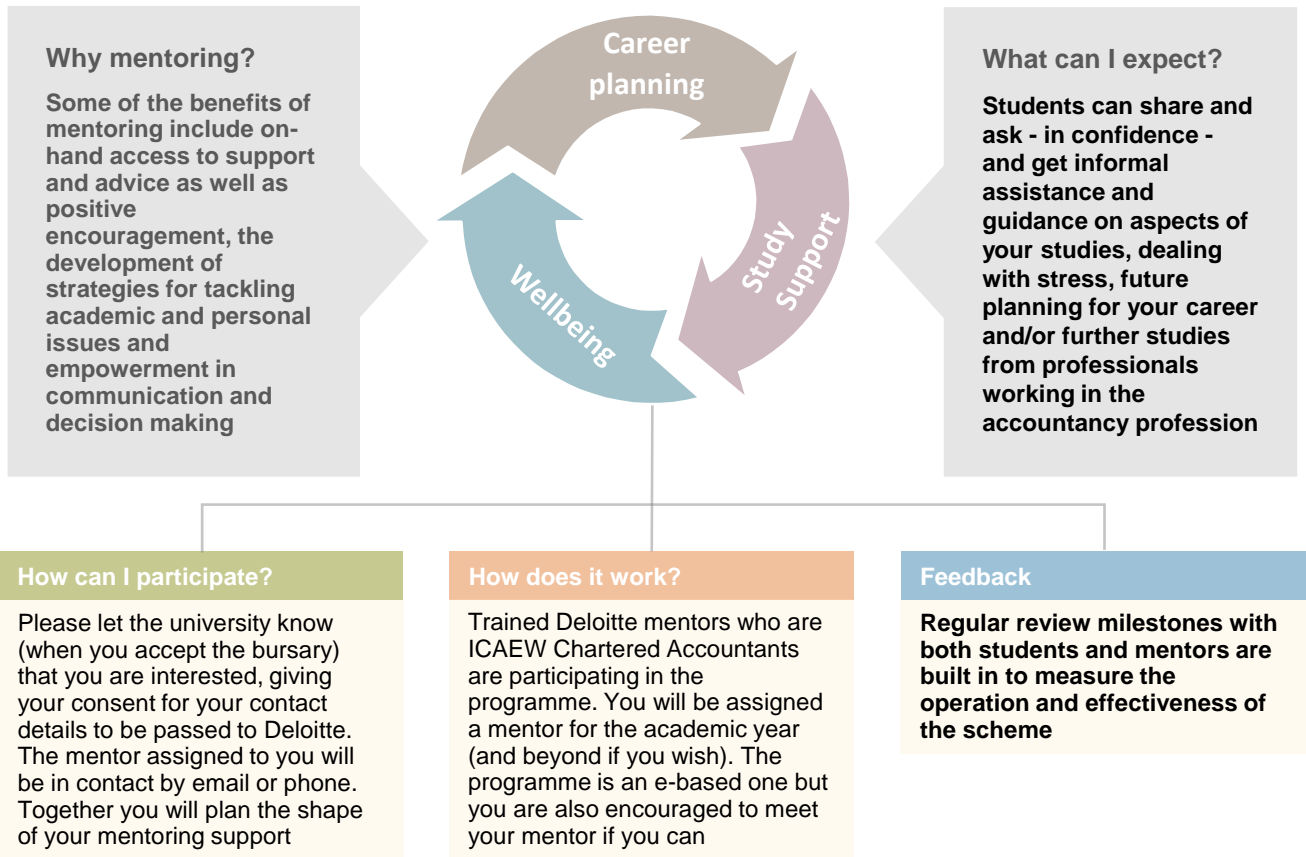 Why mentoring?
Some of the benefits of
mentoring include on-
hand access to support
and advice as well as
positive
encouragement, the
development of
strategies for tackling
academic and personal
issues and
empowerment in
communication and
decision making
Career
planning
Study
Support
Wellbeing
What can I expect?
Students can share and
ask - in confidence -
and get informal
assistance and
guidance on aspects of
your studies, dealing
with stress, future
planning for your career
and/or further studies
from professionals
working in the
accountancy profession
How can I participate?
Please let the university know
(when you accept the bursary)
that you are interested, giving
your consent for your contact
details to be passed to Deloitte.
The mentor assigned to you will
be in contact by email or phone.
Together you will plan the shape
of your mentoring support
How does it work?
Trained Deloitte mentors who are
ICAEW Chartered Accountants
are participating in the
programme. You will be assigned
a mentor for the academic year
(and beyond if you wish). The
programme is an e-based one but
you are also encouraged to meet
your mentor if you can
Feedback
Regular review milestones with
both students and mentors are
built in to measure the
operation and effectiveness of
the scheme